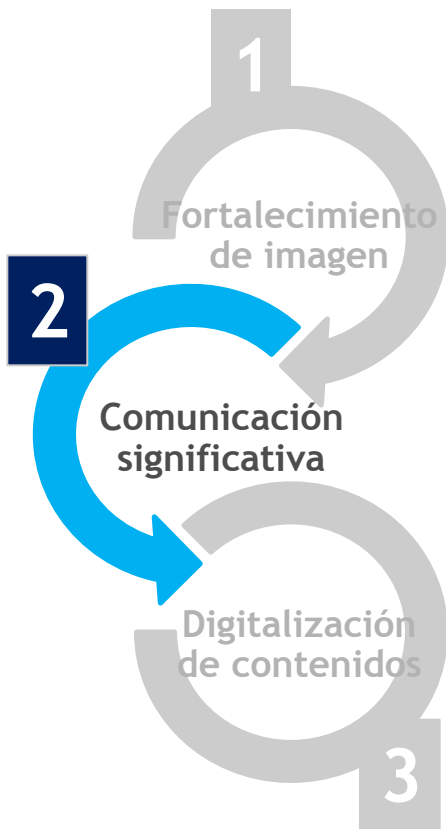 1
Fortalecimiento
de imagen
2
Comunicación
significativa
Digitalización
de contenidos
3